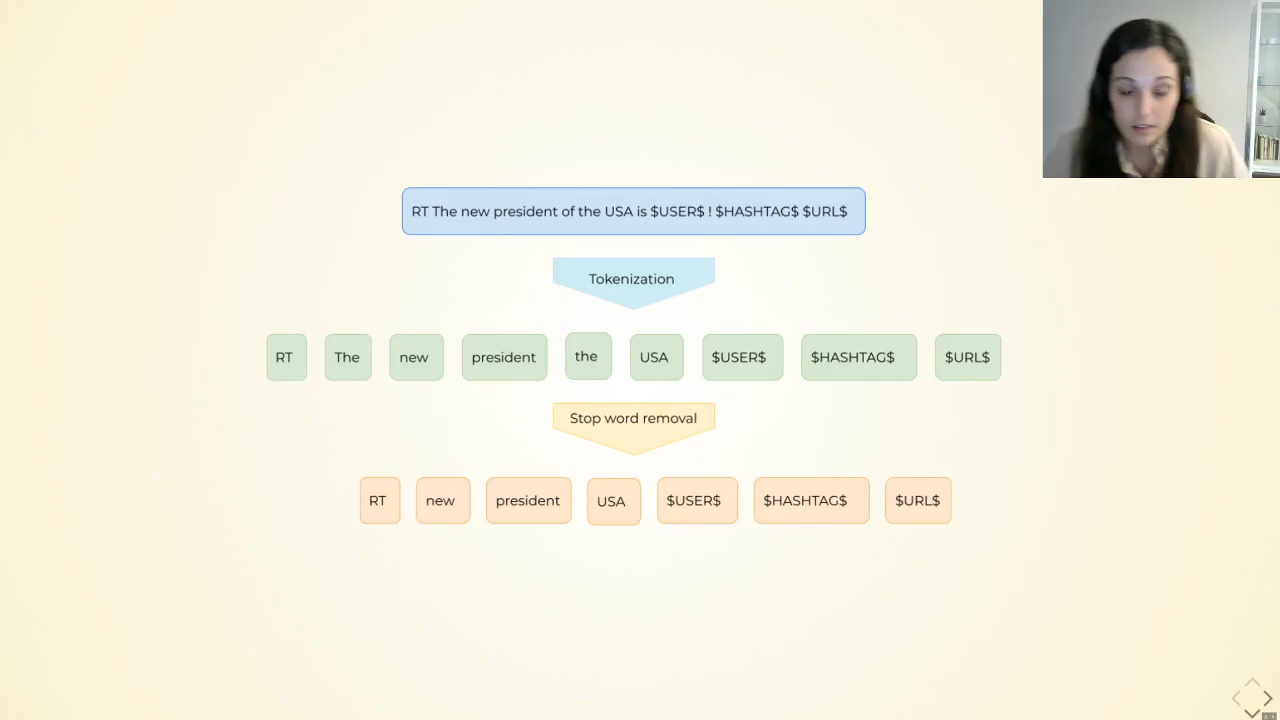 RT The new president of the USA is $USER$ ! $HASHTAG$ $URL$
Tokenization
RT The new president the USA $USER$ $HASHTAG$ $URL$
Stop word removal
RT new president USA $USER$ $HASHTAG$ $URL$